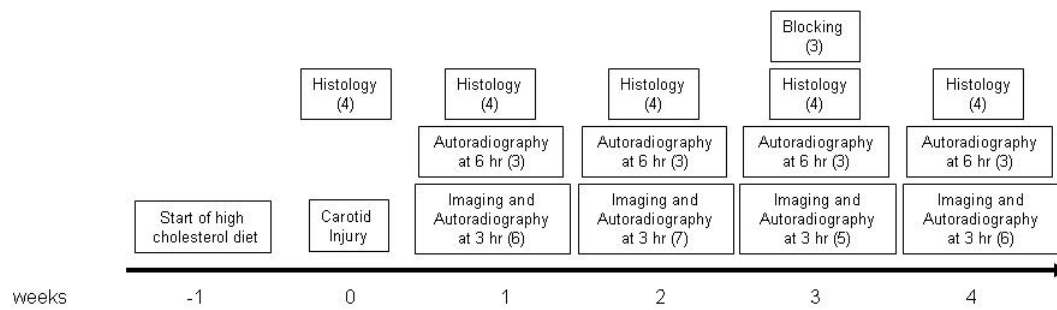 Blocking
(3)
Histology
(4)
Histology
(4)
Histology
(4)
Histology
(4)
Histology
(4)
Autoradiography
at 6 hr (3)
Autoradiography
at 6 hr (3)
Autoradiography
at 6 hr (3)
Autoradiography
at 6 hr (3)
Start of high
cholesterol diet
Carotid
Injury
Imaging and
Autoradiography
at 3 hr (6)
Imaging and
Autoradiography
at 3 hr (7)
Imaging and
Autoradiography
at 3 hr (5)
Imaging and
Autoradiography
at 3 hr (6)
weeks -1 0 1 2 3 4